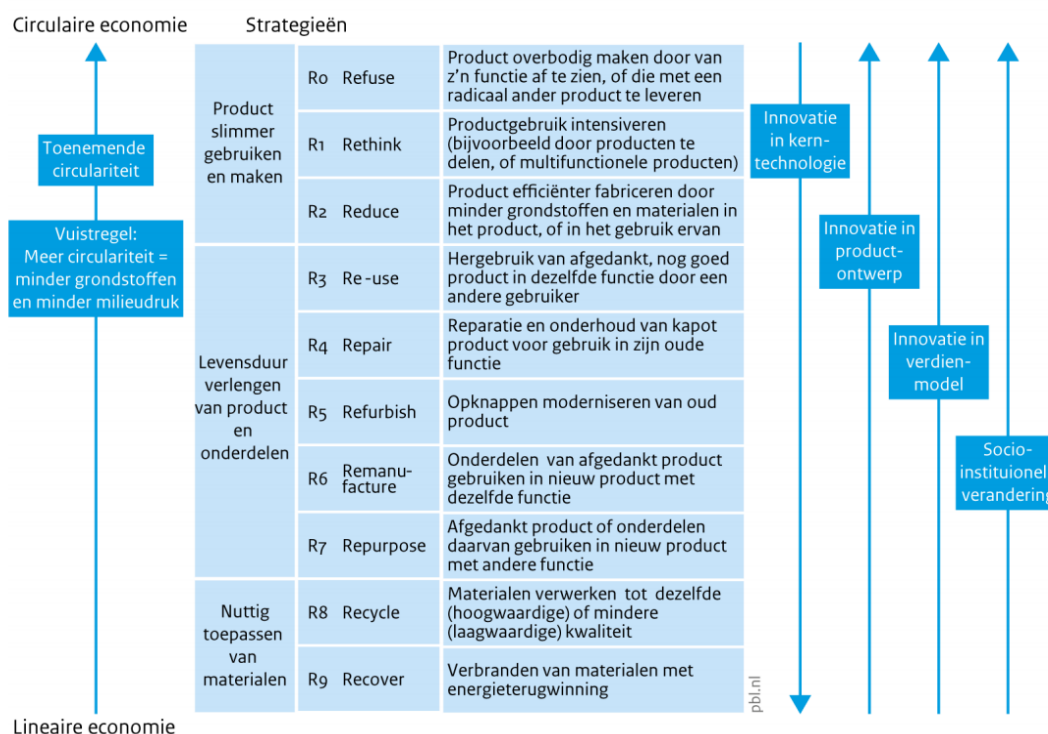 Circulaire economie
Strategieën
Toenemende
circulariteit
Vuistregel:
Meer circulariteit =
minder grondstoffen
en minder milieudruk
Lineaire economie
Product
slimmer
gebruiken
en maken
R0 Refuse
Product overbodig maken door van
z'n functie af te zien, of die met een
radicaal ander product te leveren
R1 Rethink
Productgebruik intensiveren
(bijvoorbeeld door producten te
delen, of multifunctionele producten)
R2 Reduce
Product efficiënter fabriceren door
minder grondstoffen en materialen in
het product, of in het gebruik ervan
Levensduur
verlengen
van product
en
onderdelen
R3 Re-use
Hergebruik van afgedankt, nog goed
product in dezelfde functie door een
andere gebruiker
R4 Repair
Reparatie en onderhoud van kapot
product voor gebruik in zijn oude
functie
R5 Refurbish
Opknappen moderniseren van oud
product
R6 Remanu-
facture
Onderdelen van afgedankt product
gebruiken in nieuw product met
dezelfde functie
R7 Repurpose
Afgedankt product of onderdelen
daarvan gebruiken in nieuw product
met andere functie
Nuttig
toepassen
van
materialen
R8 Recycle
Materialen verwerken tot dezelfde
(hoogwaardige) of mindere
(laagwaardige) kwaliteit
R9 Recover
Verbranden van materialen met
energieterugwinning
pbl.nl
Innovatie
in kern-
technologie
Innovatie in
product-
ontwerp
Innovatie in
verdien-
model
Socio-
instituionele
verandering